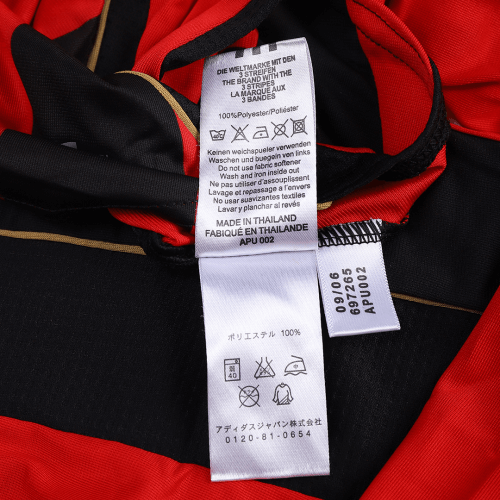 DIE WELTMARKE MIT DEN
3 STREIFEN
THE BRAND WITH THE
3 STRIPES
LA MARQUE AUX
3 BANDES
100%Polyester/Poliéster
Keinen weichspueler verwenden
Waschen und buegeln von links
Do not use fabric softener
Wash and iron inside out
Ne pas utiliser d'assouplissent
Lavage et repassage a l'envers
No usar suavizantes textiles
Lavar y planchar al revés
MADE IN THAILAND
FABIQUÉ EN THAILANDE
APU 002
09/06
697265
APU002
ポリエステル 100%
40
アディダスジャパン株式会社
0120-81-0654